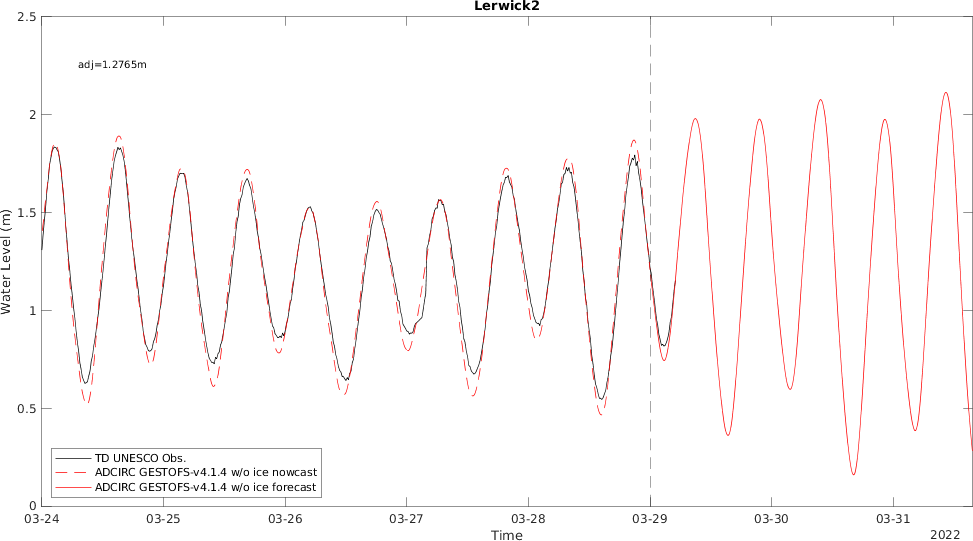 Lerwick2
2.5
adj=1.2765m
2
1.5
Water Level (m)
1
0.5
TD UNESCO Obs.
ADCIRC GESTOFS-v4.1.4 w/o ice nowcast
ADCIRC GESTOFS-v4.1.4 w/o ice forecast
0
03-24 03-25 03-26 03-27 03-28 03-29 03-30 03-31
Time
2022